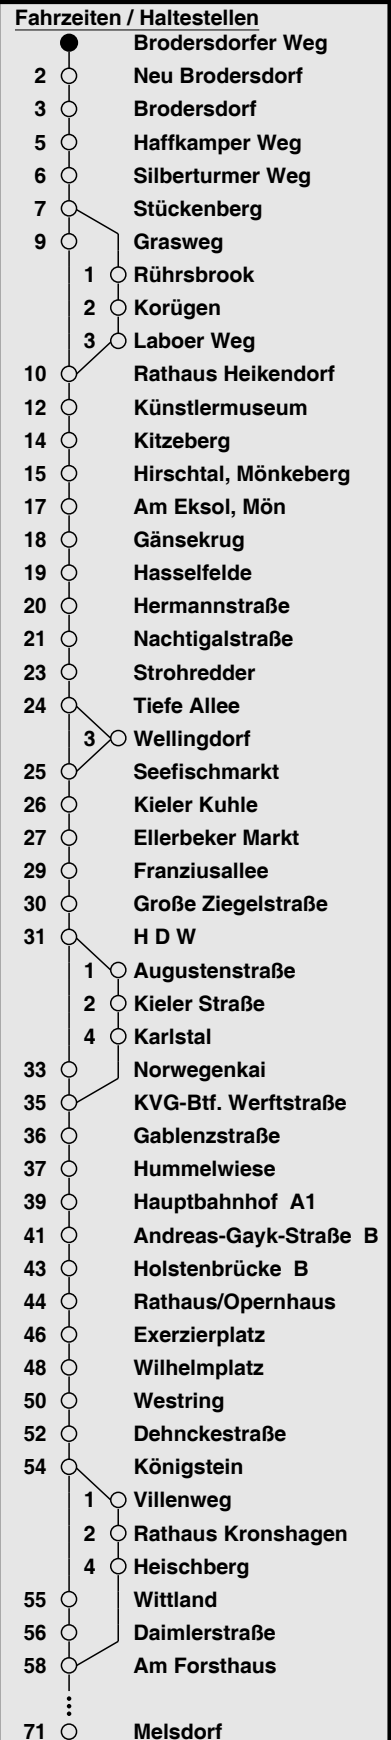 Fahrzeiten / Haltestellen
Brodersdorfer Weg
2 Neu Brodersdorf
3 Brodersdorf
5 Haffkamper Weg
6 Silberturmer Weg
7 Stückenberg
9 Grasweg
1 Rührsbrook
2 Korügen
3 Laboer Weg
10 Rathaus Heikendorf
12 Künstlermuseum
14 Kitzeberg
15 Hirschtal, Mönkeberg
17 Am Eksol, Mön
18 Gänsekrug
19 Hasselfelde
20 Hermannstraße
21 Nachtigalstraße
23 Strohredder
24 Tiefe Allee
3 Wellingdorf
25 Seefischmarkt
26 Kieler Kuhle
27 Ellerbeker Markt
29 Franziusallee
30 Große Ziegelstraße
31 H D W
1 Augustenstraße
2 Kieler Straße
4 Karlstal
33 Norwegenkai
35 KVG-Btf. Werftstraße
36 Gablenzstraße
37 Hummelwiese
39 Hauptbahnhof A1
41 Andreas-Gayk-Straße B
43 Holstenbrücke B
44 Rathaus/Opernhaus
46 Exerzierplatz
48 Wilhelmplatz
50 Westring
52 Dehnckestraße
54 Königstein
1 Villenweg
2 Rathaus Kronshagen
4 Heischberg
55 Wittland
56 Daimlerstraße
58 Am Forsthaus
71 Melsdorf